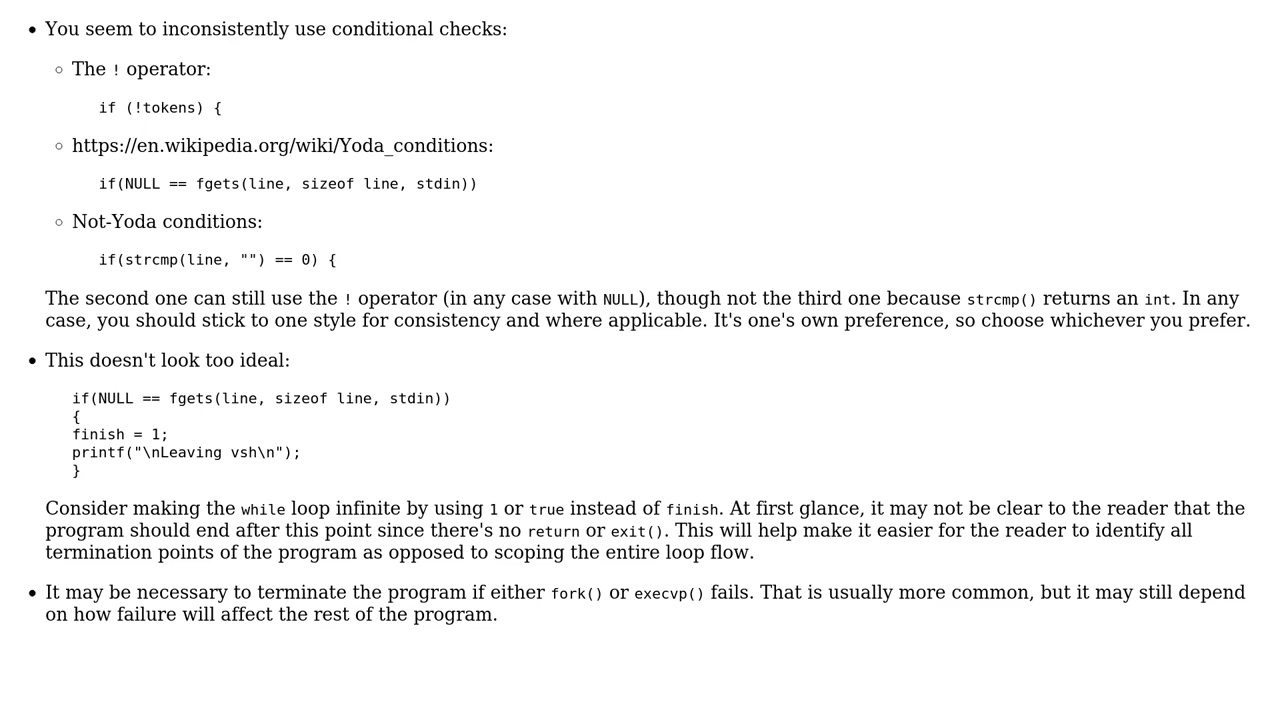 You seem to inconsistently use conditional checks:
The ! operator:
if (!tokens) {
https://en.wikipedia.org/wiki/Yoda_conditions:
if(NULL == fgets(line, sizeof line, stdin))
Not-Yoda conditions:
if(strcmp(line, "") == 0) {
The second one can still use the ! operator (in any case with NULL), though not the third one because strcmp() returns an int. In any
case, you should stick to one style for consistency and where applicable. It's one's own preference, so choose whichever you prefer.
This doesn't look too ideal:
if(NULL == fgets(line, sizeof line, stdin))
{
finish = 1;
printf("\nLeaving vsh\n");
}
Consider making the while loop infinite by using 1 or true instead of finish. At first glance, it may not be clear to the reader that the
program should end after this point since there's no return or exit(). This will help make it easier for the reader to identify all
termination points of the program as opposed to scoping the entire loop flow.
It may be necessary to terminate the program if either fork() or execvp() fails. That is usually more common, but it may still depend
on how failure will affect the rest of the program.